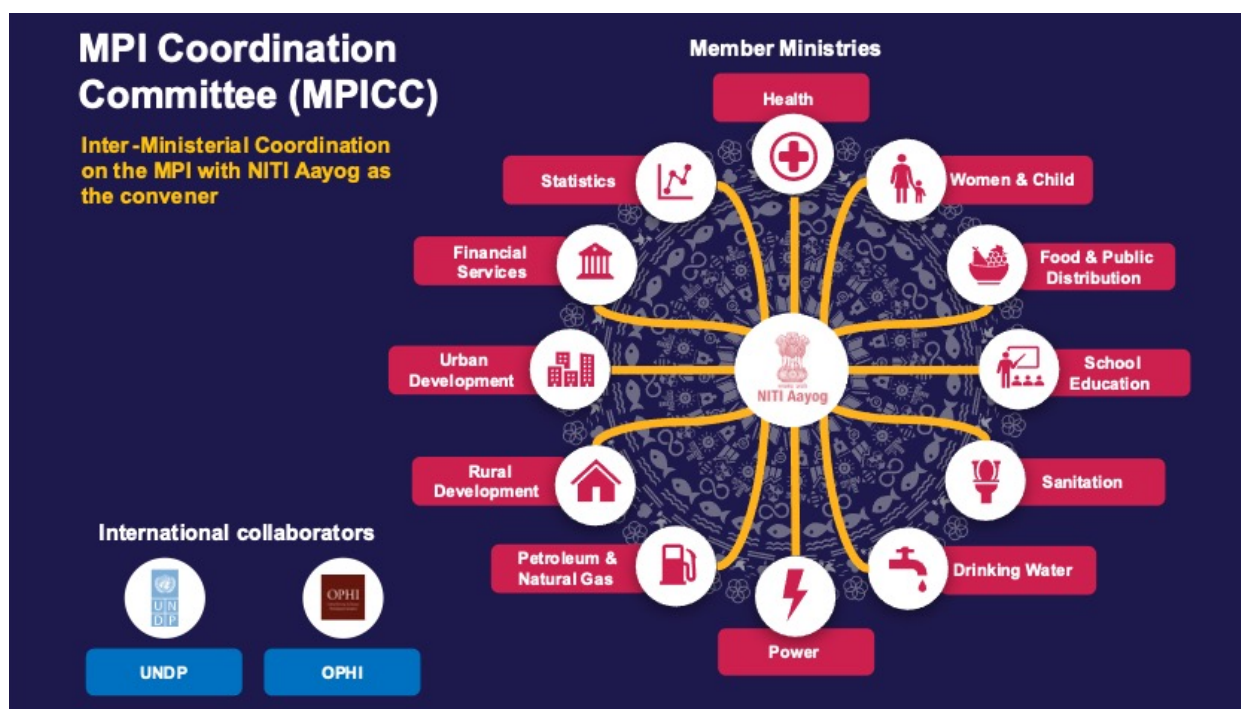 MPI Coordination
Committee (MPICC)
Inter-Ministerial Coordination
on the MPI with NITI Aayog as
the convener
Member Ministries
Health
Statistics
Women & Child
Financial
Services
Food & Public
Distribution
Urban
Development
NITI Aayog
School
Education
Rural
Development
Sanitation
Petroleum &
Natural Gas
Drinking Water
Power
International collaborators
U N
D P
OPHI
UNDP
OPHI